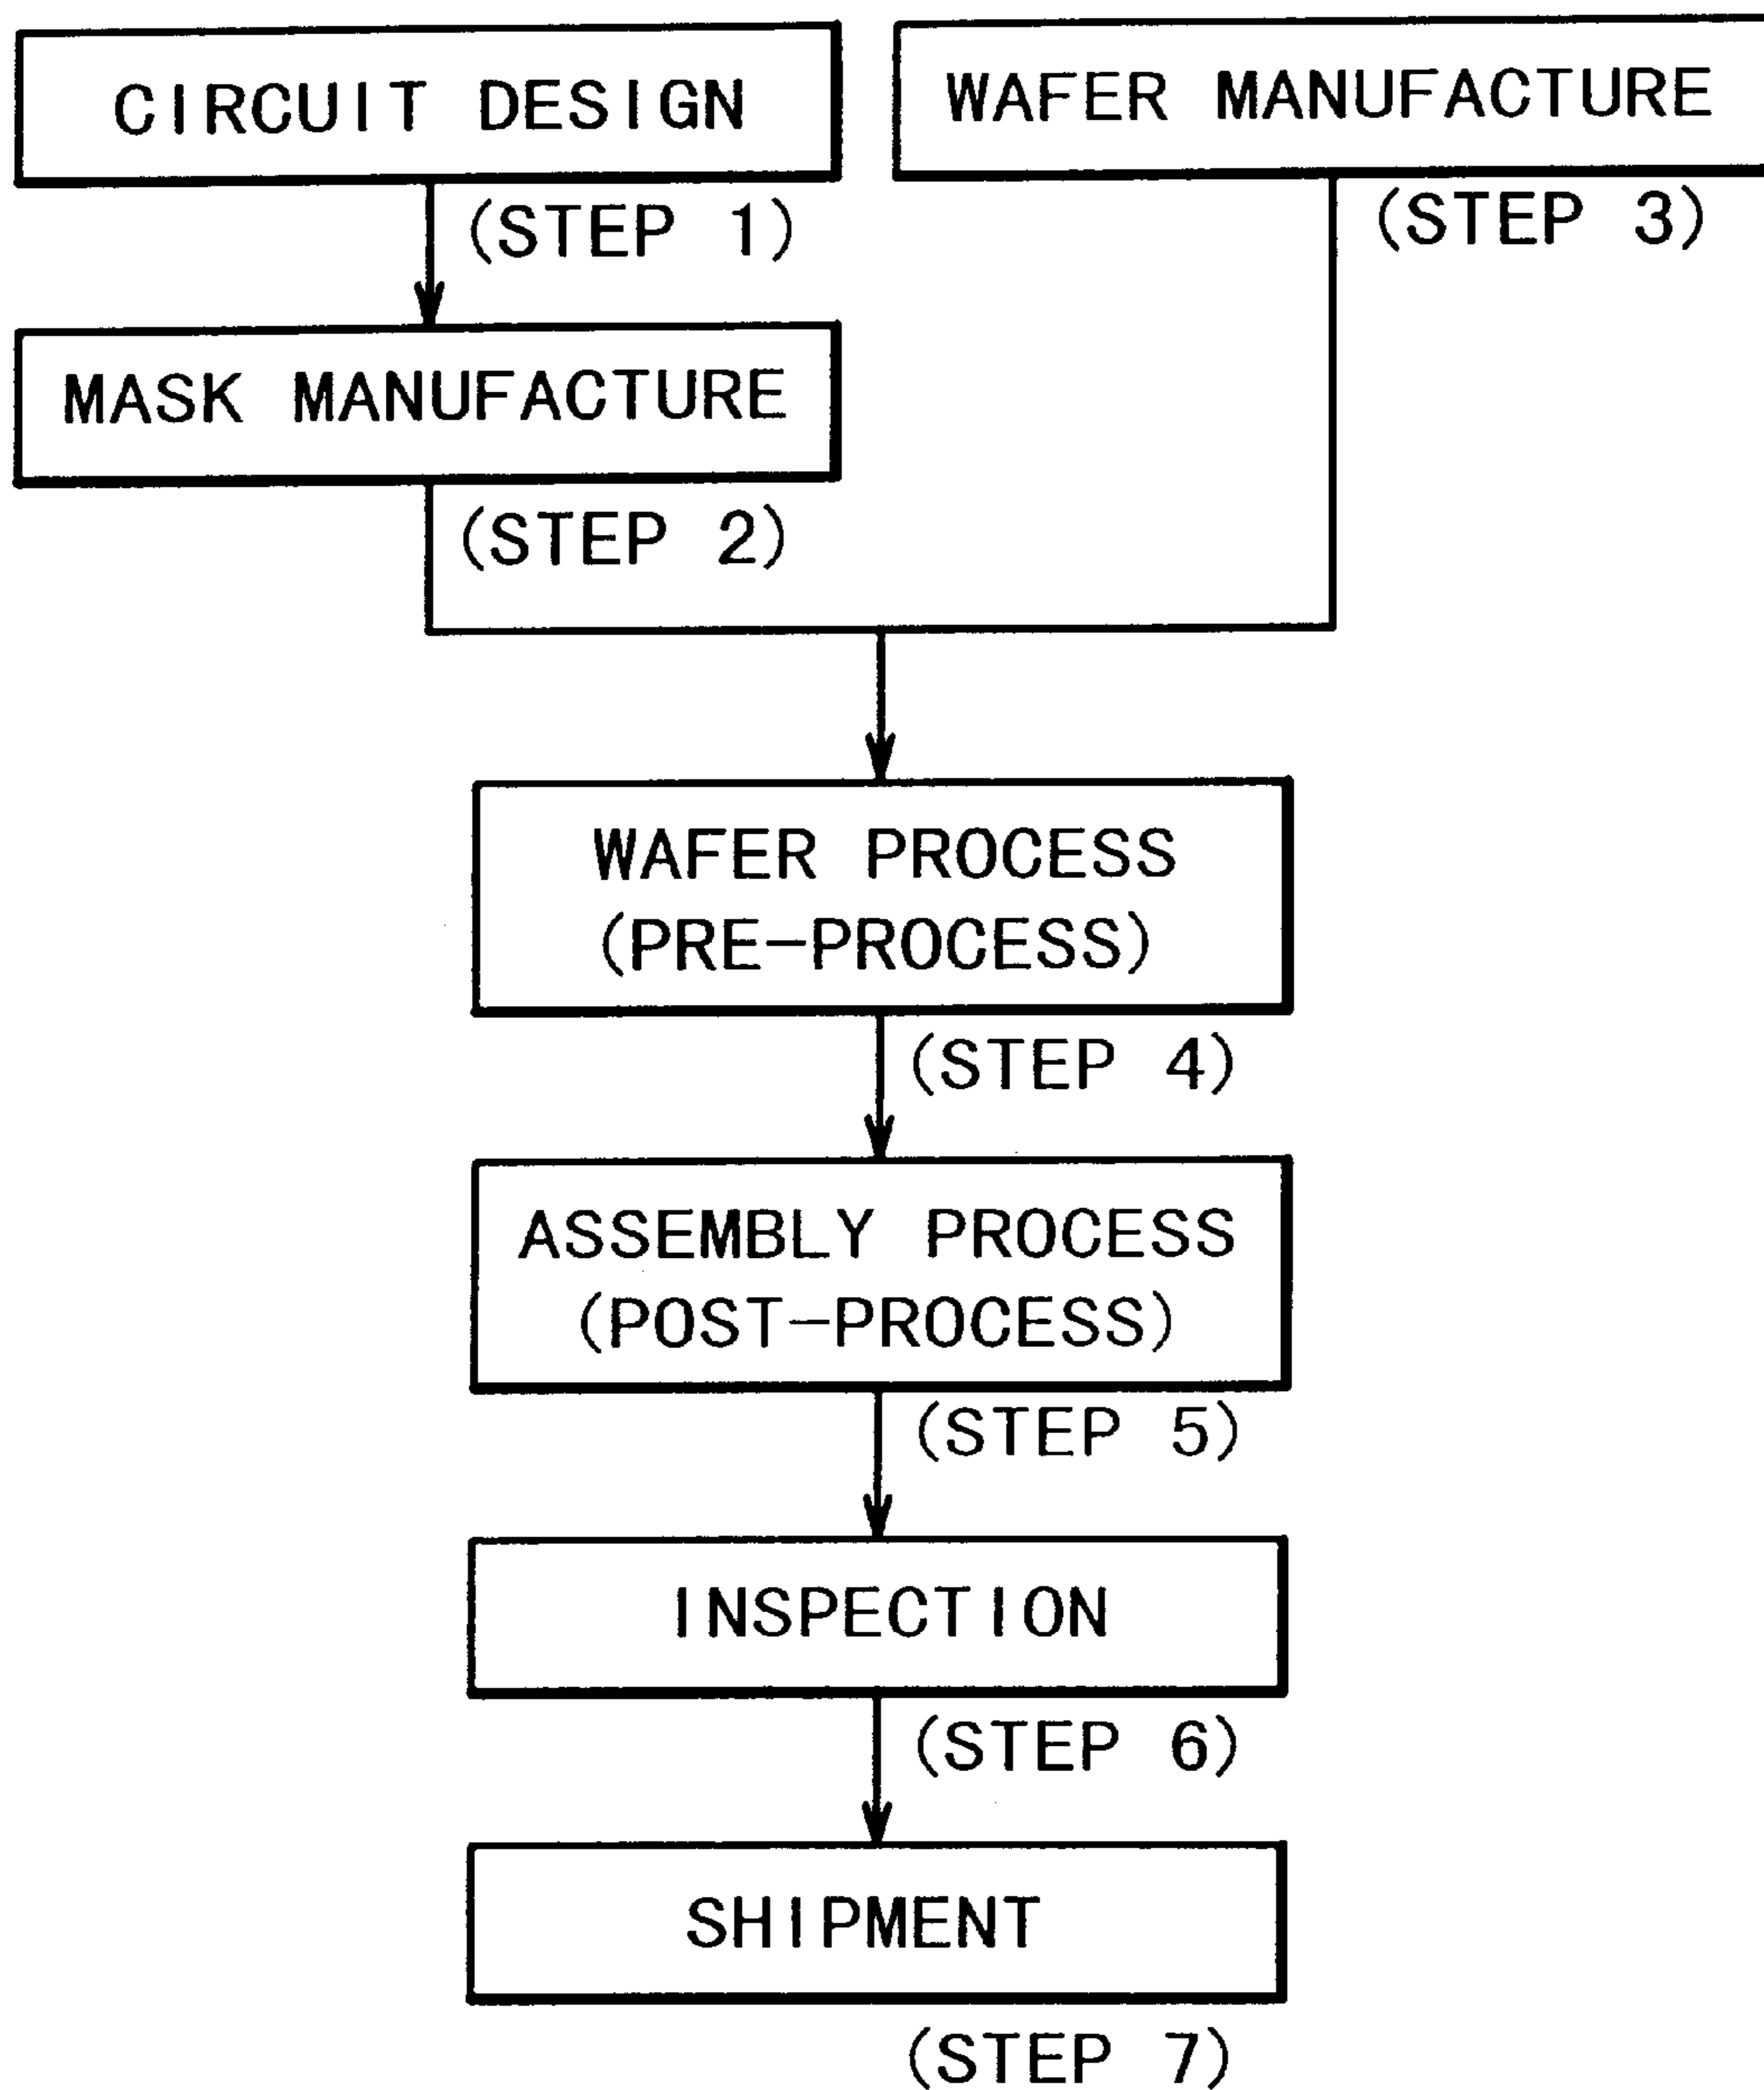 CIRCUIT DESIGN
(STEP 1)
WAFER MANUFACTURE
(STEP 3)
MASK MANUFACTURE
(STEP 2)
WAFER PROCESS
(PRE-PROCESS)
(STEP 4)
ASSEMBLY PROCESS
(POST-PROCESS)
(STEP 5)
INSPECTION
(STEP 6)
SHIPMENT
(STEP 7)